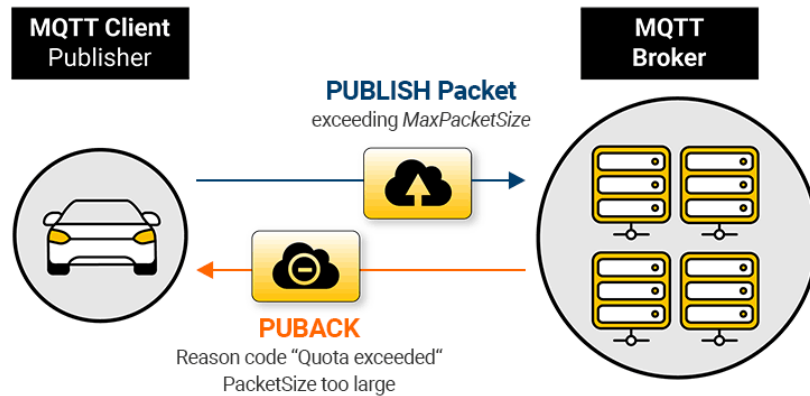 MQTT Client
Publisher
MQTT
Broker
PUBLISH Packet
exceeding MaxPacketSize
PUBACK
Reason code “Quota exceeded“
PacketSize too large